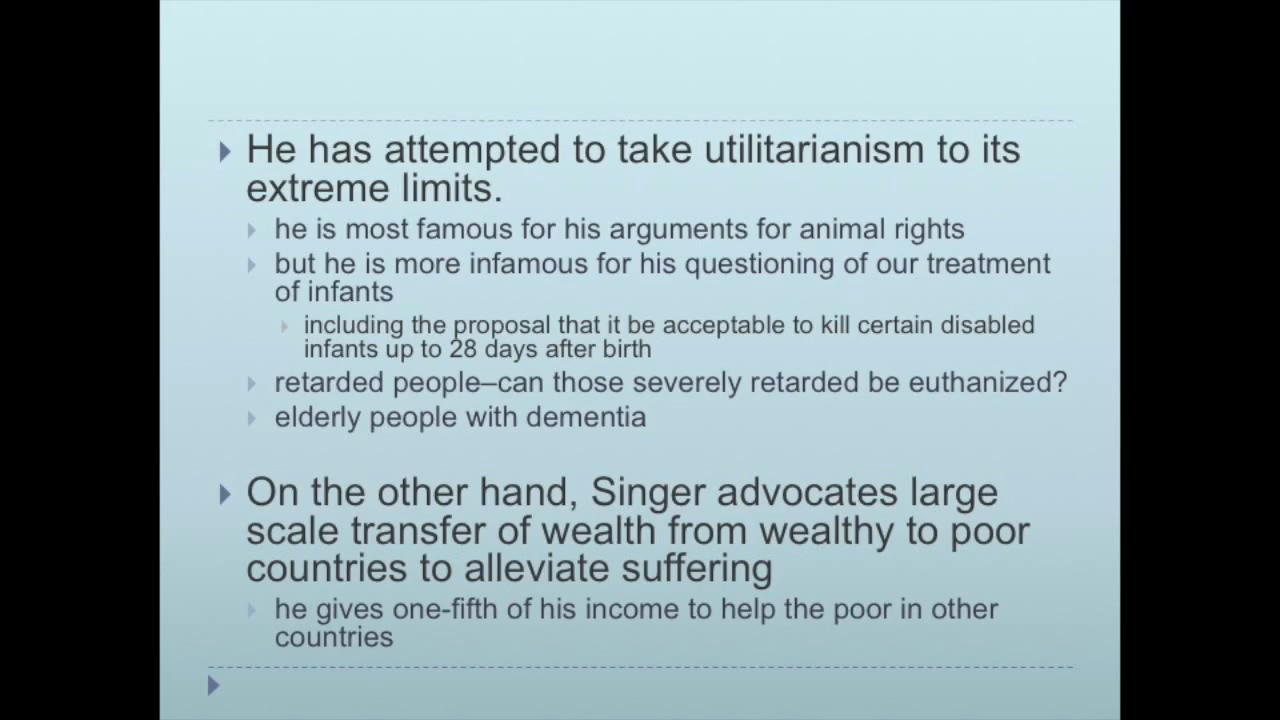 He has attempted to take utilitarianism to its
extreme limits.
he is most famous for his arguments for animal rights
but he is more infamous for his questioning of our treatment
of infants
including the proposal that it be acceptable to kill certain disabled
infants up to 28 days after birth
retarded people–can those severely retarded be euthanized?
elderly people with dementia
On the other hand, Singer advocates large
scale transfer of wealth from wealthy to poor
countries to alleviate suffering
he gives one-fifth of his income to help the poor in other
countries